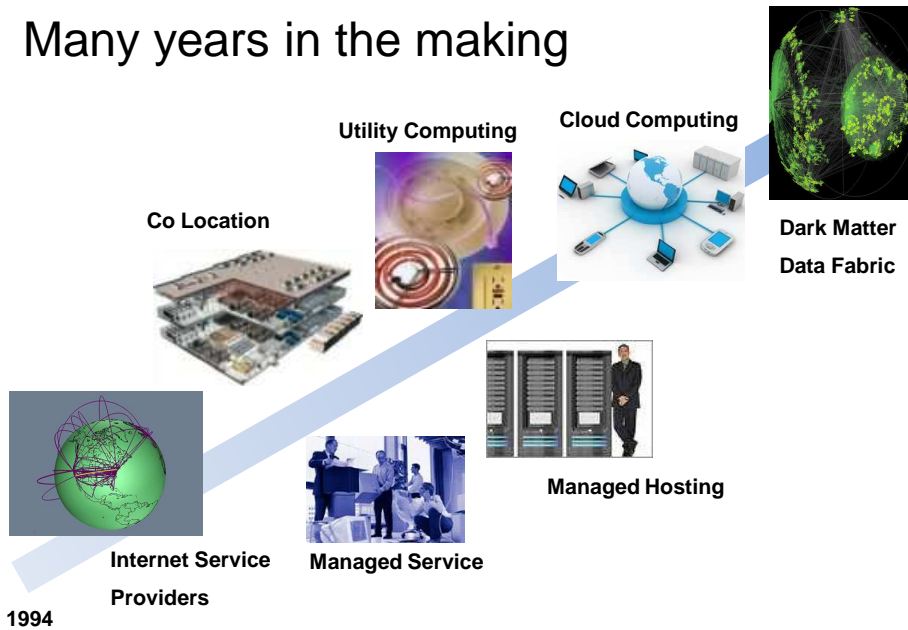 Many years in the making
Utility Computing
Cloud Computing
Co Location
Dark Matter
Data Fabric
Managed Hosting
Internet Service
Providers
Managed Service
1994